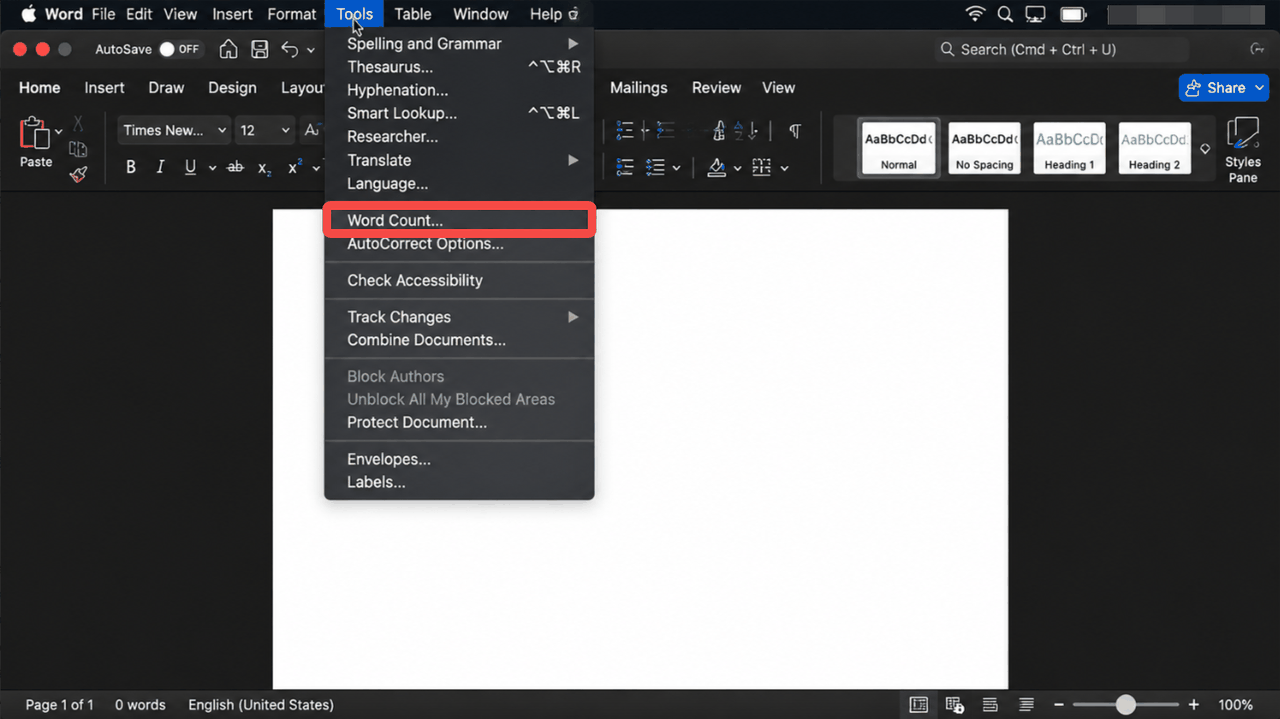 Word File Edit View Insert Format Tools Table Window Help
AutoSave OFF Search (Cmd + Ctrl + U)
Home Insert Draw Design Mailings Review View Share
Paste
Times New... 12
B I U ab x₂ x²
AaBbCcDd
Normal
AaBbCcDd
No Spacing
AaBbCcDd
Heading 1
AaBbCcDd
Heading 2
Styles
Pane
Spelling and Grammar
Thesaurus... ^⌥⌘R
Hyphenation...
Smart Lookup... ^⌥⌘L
Researcher...
Translate
Language...
Word Count...
AutoCorrect Options...
Check Accessibility
Track Changes
Combine Documents...
Block Authors
Unblock All My Blocked Areas
Protect Document...
Envelopes...
Labels...
Page 1 of 1 0 words English (United States) 100%